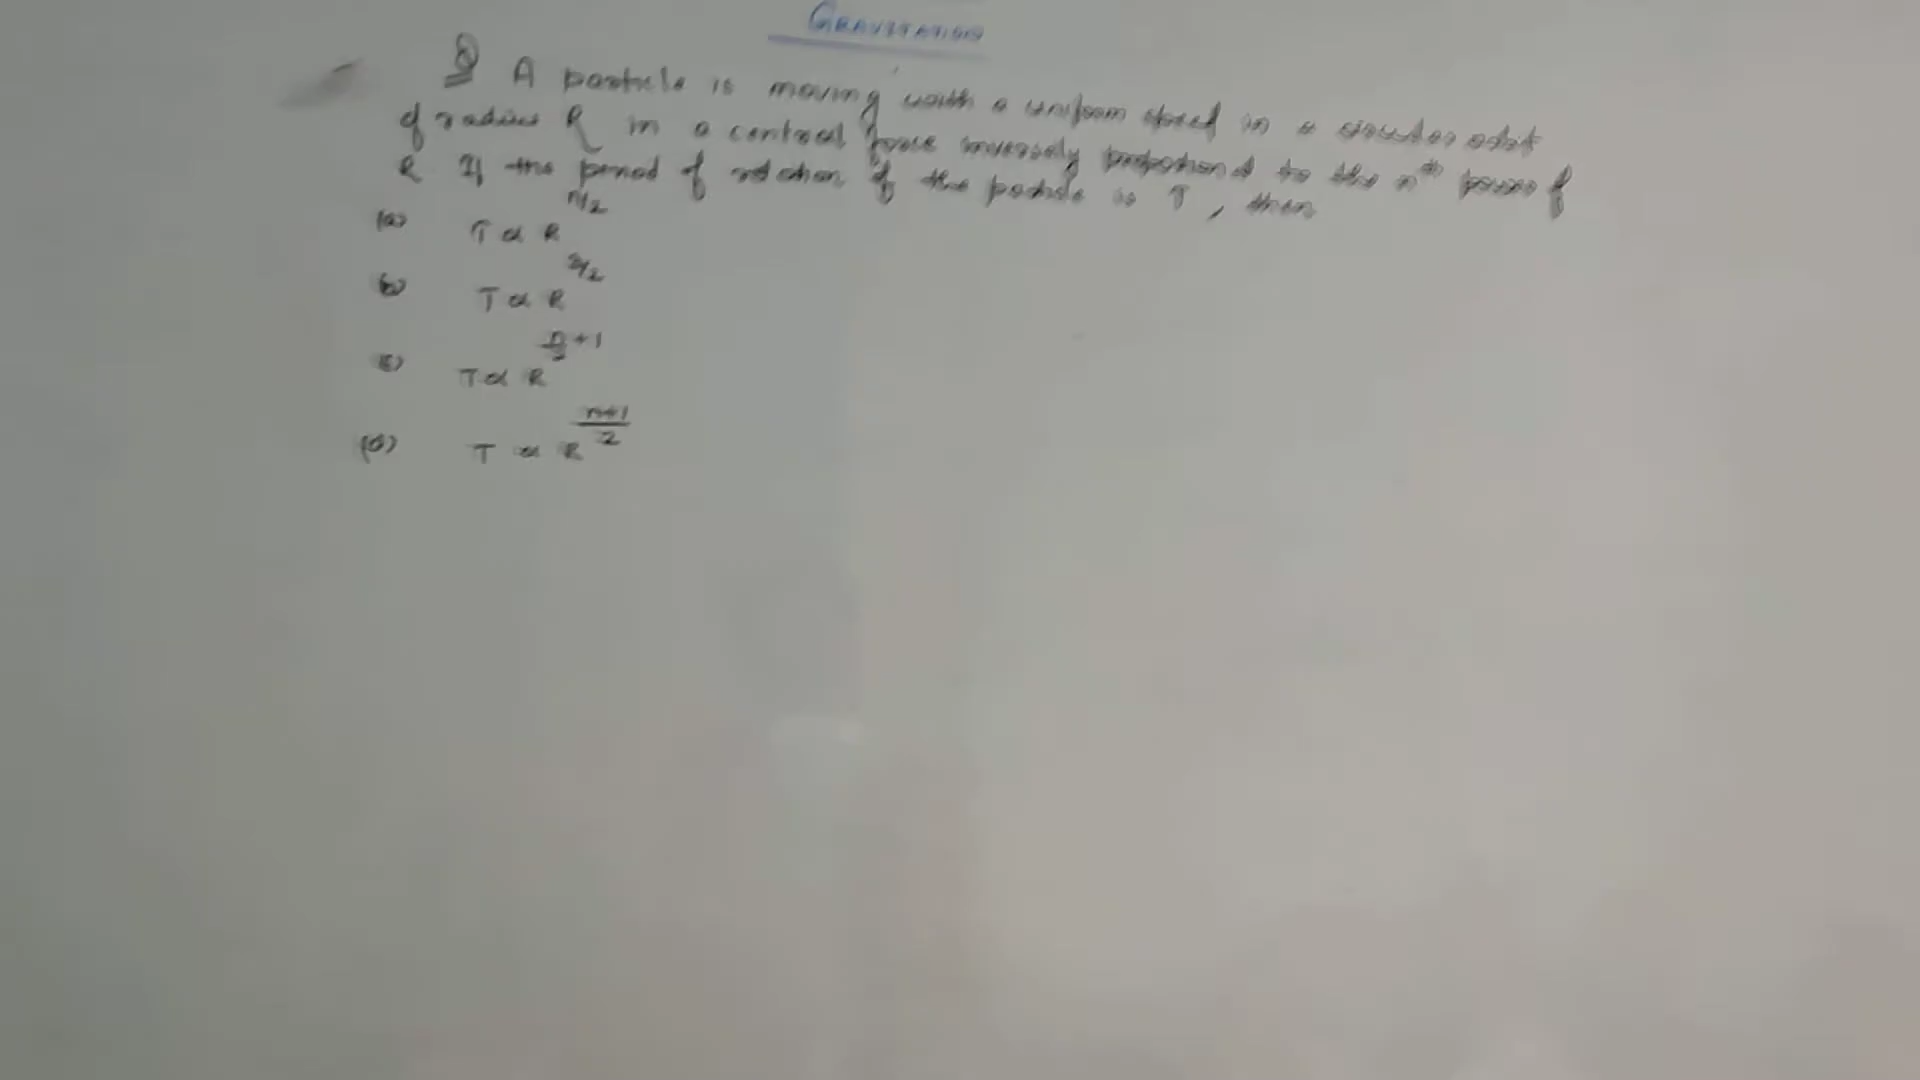 GRAVITATION
Q A particle is moving with a uniform speed in a circular orbit
of radius R in a central force inversely proportional to the nth power of
R. If the period of rotation of the particle is T, then
(a) T ∝ R^n/2
(b) T ∝ R^3/2
(c) T ∝ R^n/2+1
(d) T ∝ R^(n+1)/2